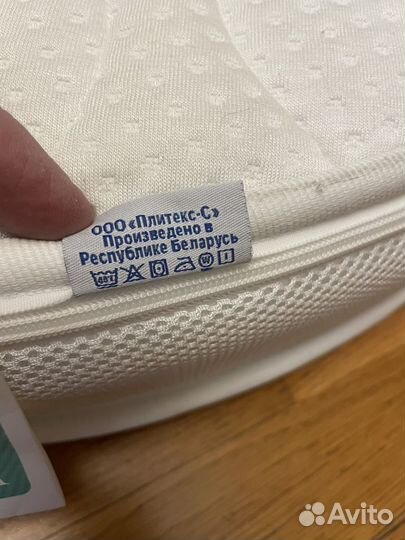 ООО «Плитекс-С»
Произведено в
Республике Беларусь
Avito